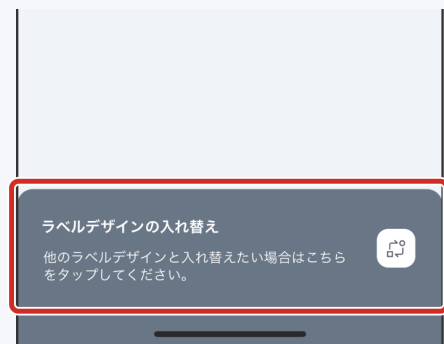 ラベルデザインの入れ替え
他のラベルデザインと入れ替えたい場合はこちら
をタップしてください。